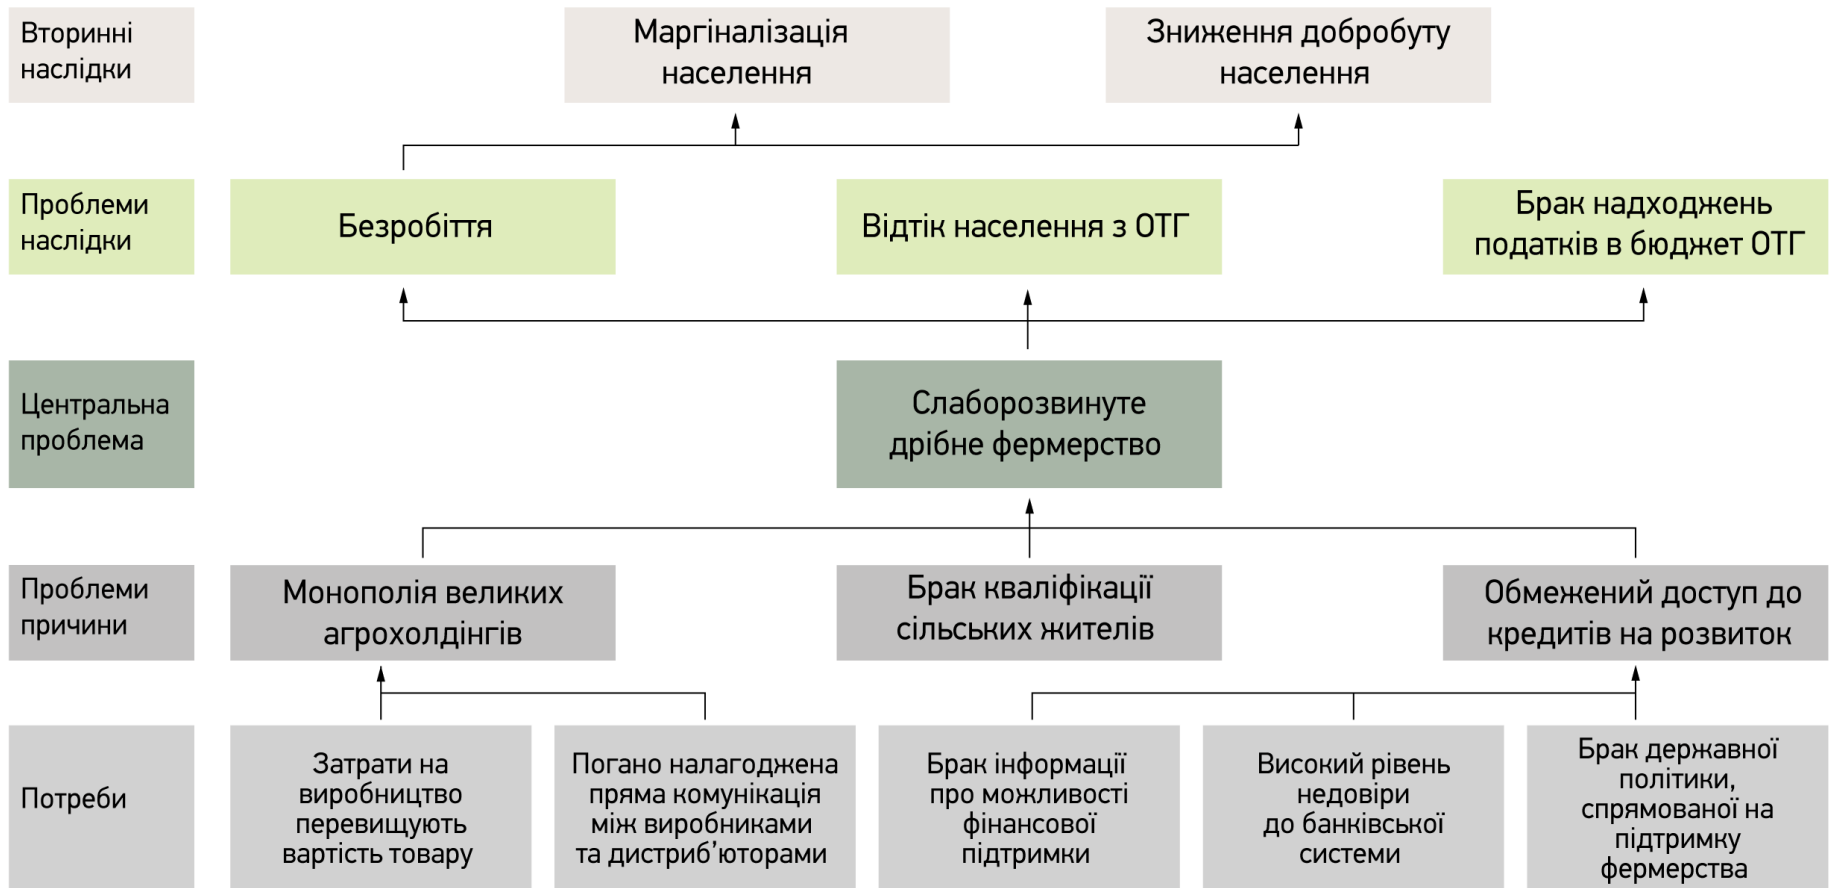 Вторинні
наслідки
Маргіналізація
населення
Зниження добробуту
населення
Проблеми
наслідки
Безробіття
Відтік населення з ОТГ
Брак надходжень
податків в бюджет ОТГ
Центральна
проблема
Слаборозвинуте
дрібне фермерство
Проблеми
причини
Монополія великих
агрохолдінгів
Брак кваліфікації
сільських жителів
Обмежений доступ до
кредитів на розвиток
Потреби
Затрати на
виробництво
перевищують
вартість товару
Погано налагоджена
пряма комунікація
між виробниками
та дистриб’юторами
Брак інформації
про можливості
фінансової
підтримки
Високий рівень
недовіри
до банківської
системи
Брак державної
політики,
спрямованої на
підтримку
фермерства